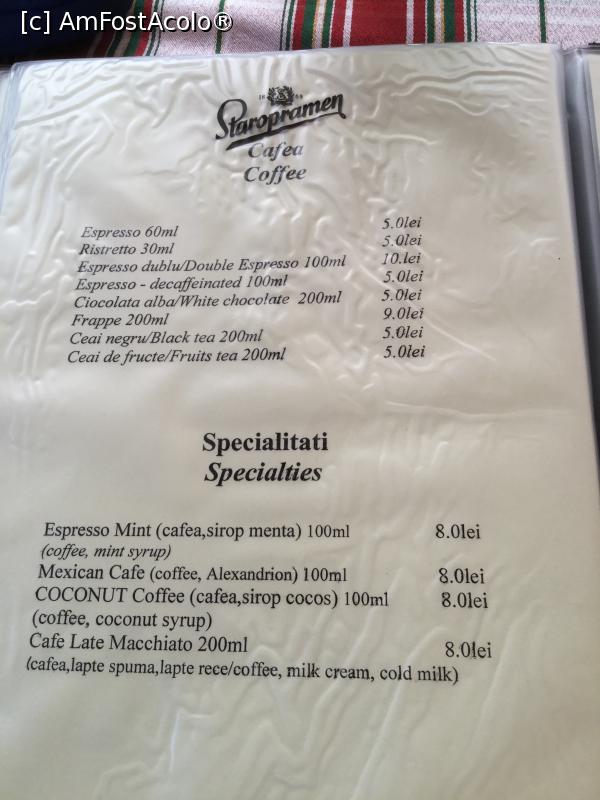 [c] AmFostAcolo®
18 69
Staropramen
Cafea
Coffee
Espresso 60ml 5.0lei
Ristretto 30ml 5.0lei
Espresso dublu/Double Espresso 100ml 10.lei
Espresso - decaffeinated 100ml 5.0lei
Ciocolata alba/White chocolate 200ml 5.0lei
Frappe 200ml 9.0lei
Ceai negru/Black tea 200ml 5.0lei
Ceai de fructe/Fruits tea 200ml 5.0lei
Specialitati
Specialties
Espresso Mint (cafea,sirop menta) 100ml 8.0lei
(coffee, mint syrup)
Mexican Cafe (coffee, Alexandrion) 100ml 8.0lei
COCONUT Coffee (cafea,sirop cocos) 100ml 8.0lei
(coffee, coconut syrup)
Cafe Late Macchiato 200ml 8.0lei
(cafea,lapte spuma,lapte rece/coffee, milk cream, cold milk)